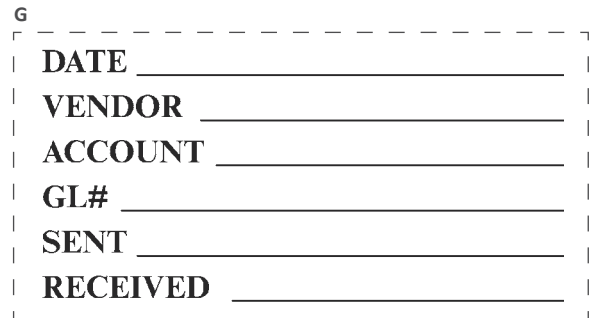 G
DATE
VENDOR
ACCOUNT
GL#
SENT
RECEIVED